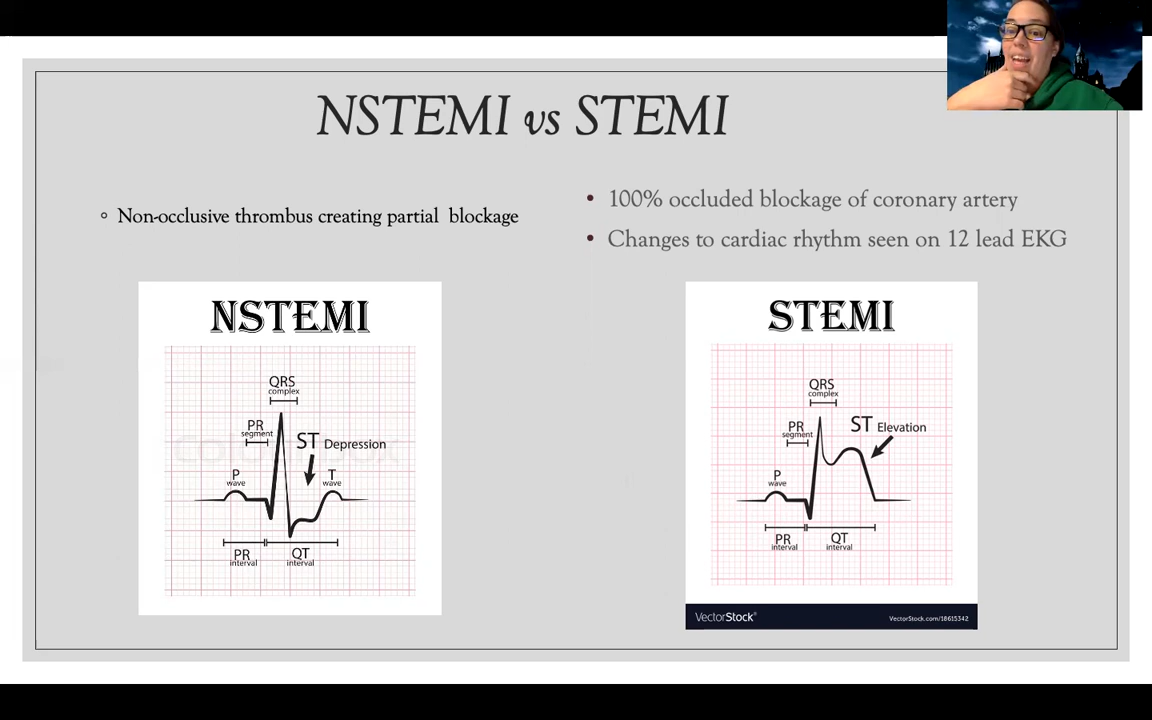 NSTEMI vs STEMI
Non-occlusive thrombus creating partial blockage
100% occluded blockage of coronary artery
Changes to cardiac rhythm seen on 12 lead EKG
NSTEMI
QRS
complex
PR
segment
ST Depression
P
wave
T
wave
PR
interval
QT
interval
STEMI
QRS
complex
PR
segment
ST Elevation
P
wave
PR
interval
QT
interval
VectorStock®
VectorStock.com/18615342